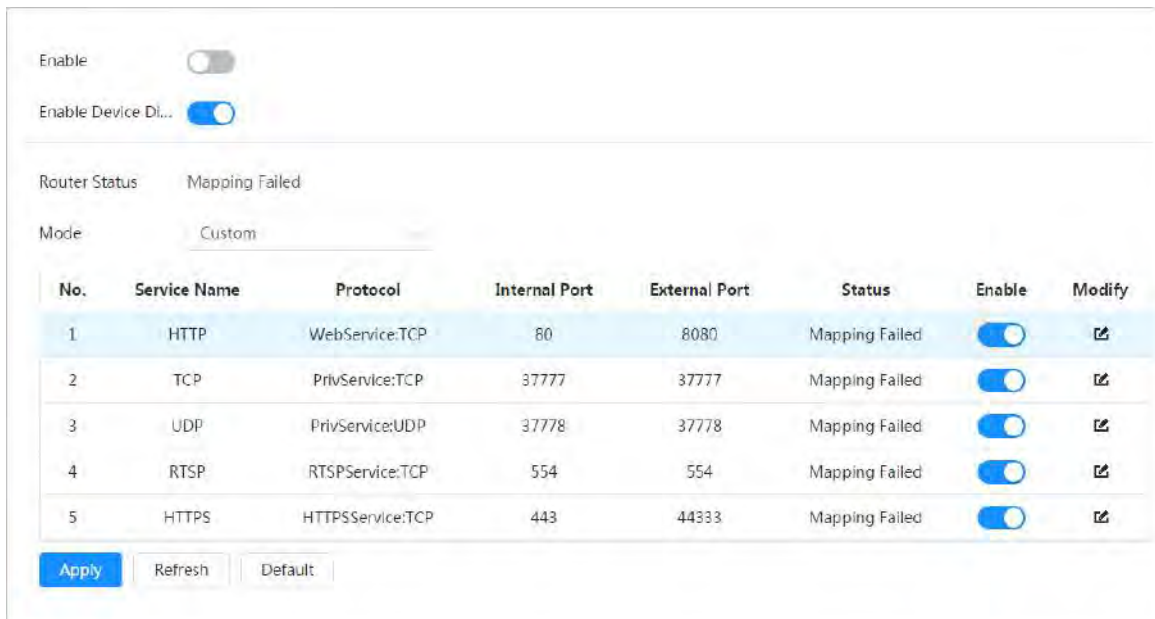 Enable
Enable Device Di...
Router Status Mapping Failed
Mode Custom
No. Service Name Protocol Internal Port External Port Status Enable Modify
1 HTTP WebService:TCP 80 8080 Mapping Failed
2 TCP PrivService:TCP 37777 37777 Mapping Failed
3 UDP PrivService:UDP 37778 37778 Mapping Failed
4 RTSP RTSPService:TCP 554 554 Mapping Failed
5 HTTPS HTTPSService:TCP 443 44333 Mapping Failed
Apply Refresh Default